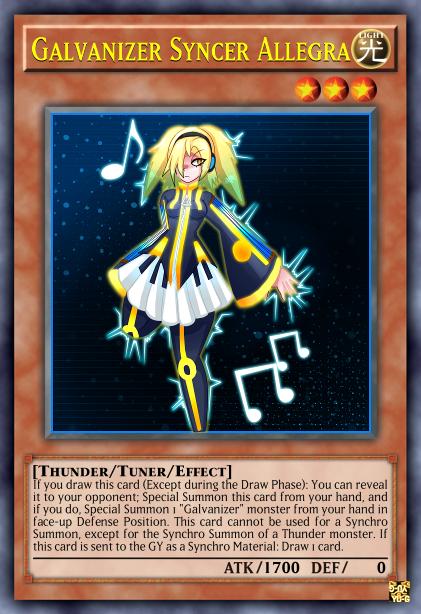 Galvanizer Syncer Allegra
LIGHT
光
[Thunder/Tuner/Effect]
If you draw this card (Except during the Draw Phase): You can reveal
it to your opponent; Special Summon this card from your hand, and
if you do, Special Summon 1 "Galvanizer" monster from your hand in
face-up Defense Position. This card cannot be used for a Synchro
Summon, except for the Synchro Summon of a Thunder monster. If
this card is sent to the GY as a Synchro Material: Draw 1 card.
ATK/1700 DEF/ 0